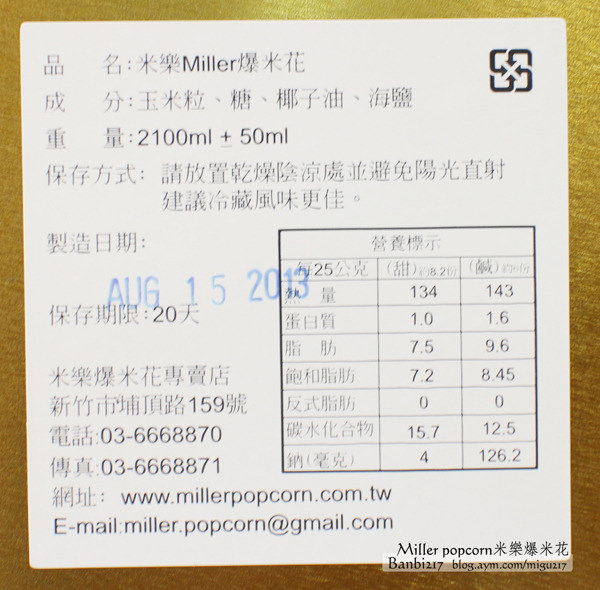 品 名:米樂Miller爆米花
成 分:玉米粒、糖、椰子油、海鹽
重 量:2100ml ± 50ml
保存方式: 請放置乾燥陰涼處並避免陽光直射
建議冷藏風味更佳。
製造日期:
AUG 15 2013
保存期限:20天
營養標示
每25公克 (甜)約8.2份 (鹹)
熱 量 134 143
蛋白質 1.0 1.6
脂 肪 7.5 9.6
飽和脂肪 7.2 8.45
反式脂肪 0 0
碳水化合物 15.7 12.5
鈉(毫克) 4 126.2
米樂爆米花專賣店
新竹市埔頂路159號
電話:03-6668870
傳真:03-6668871
網址: www.millerpopcorn.com.tw
E-mail:miller.popcorn@gmail.com
Miller popcorn米樂爆米花
Banbi217 blog.aym.com/migu217